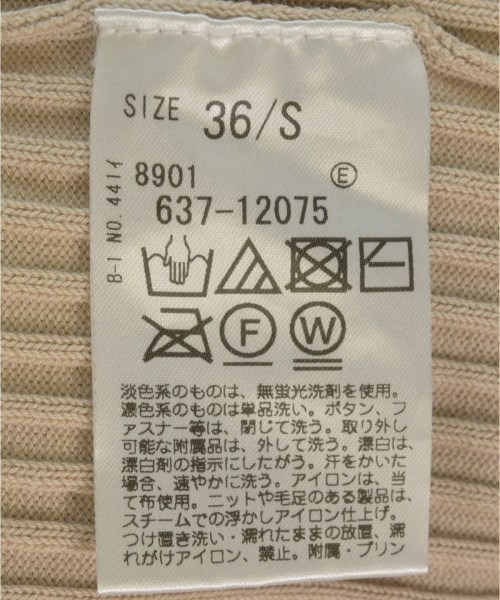 SIZE 36/S
8901 Ⓔ
637-12075
B-1 NO.441イ
F W
淡色系のものは、無蛍光洗剤を使用。
濃色系のものは単品洗い。ボタン、フ
ァスナー等は、閉じて洗う。取り外し
可能な附属品は、外して洗う。漂白は、
漂白剤の指示にしたがう。汗をかいた
場合、速やかに洗う。アイロンは、当
て布使用。ニットや毛足のある製品は、
スチームでの浮かしアイロン仕上げ。
つけ置き洗い・濡れたままの放置、濡
れがけアイロン、禁止。附属・プリン